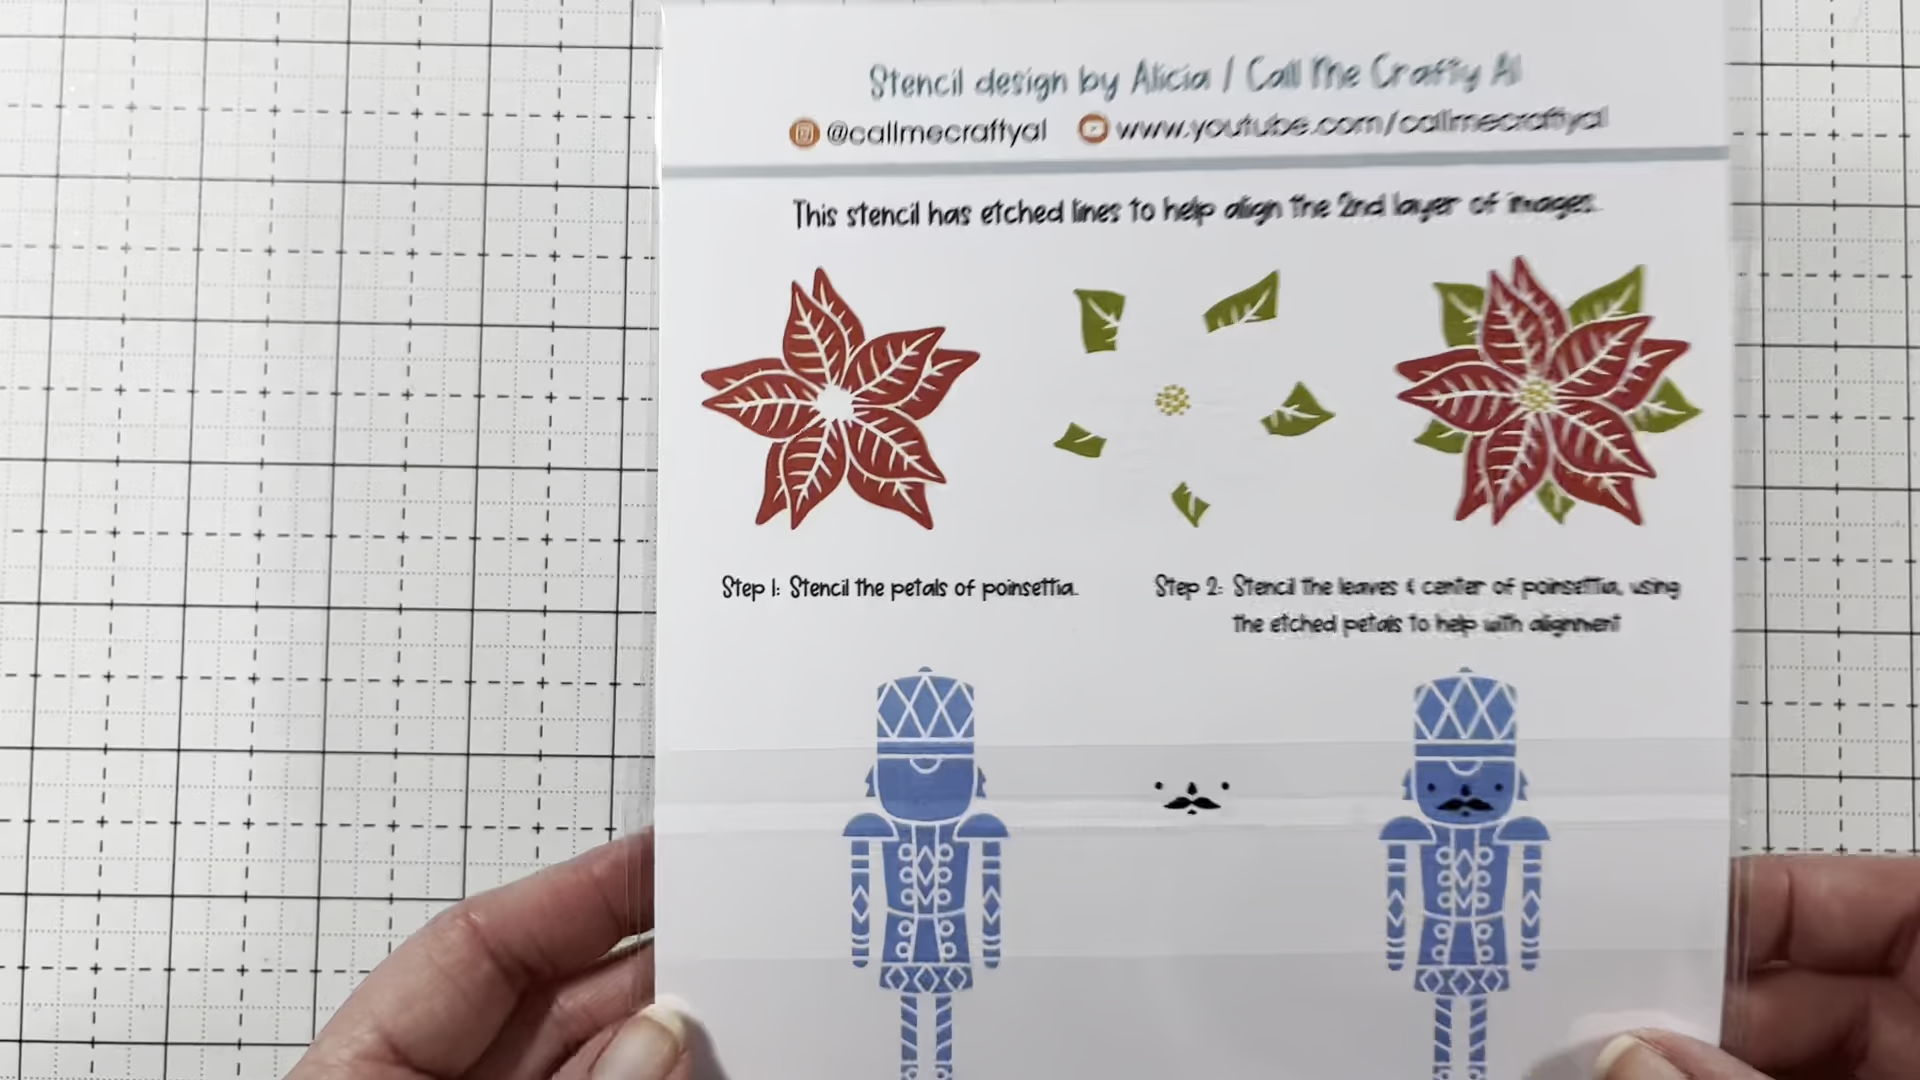 Stencil design by Alicia / Call Me Crafty Al
@callmecraftyal www.youtube.com/callmecraftyal
This stencil has etched lines to help align the 2nd layer of images.
Step 1: Stencil the petals of poinsettia.
Step 2: Stencil the leaves & center of poinsettia, using
the etched petals to help with alignment